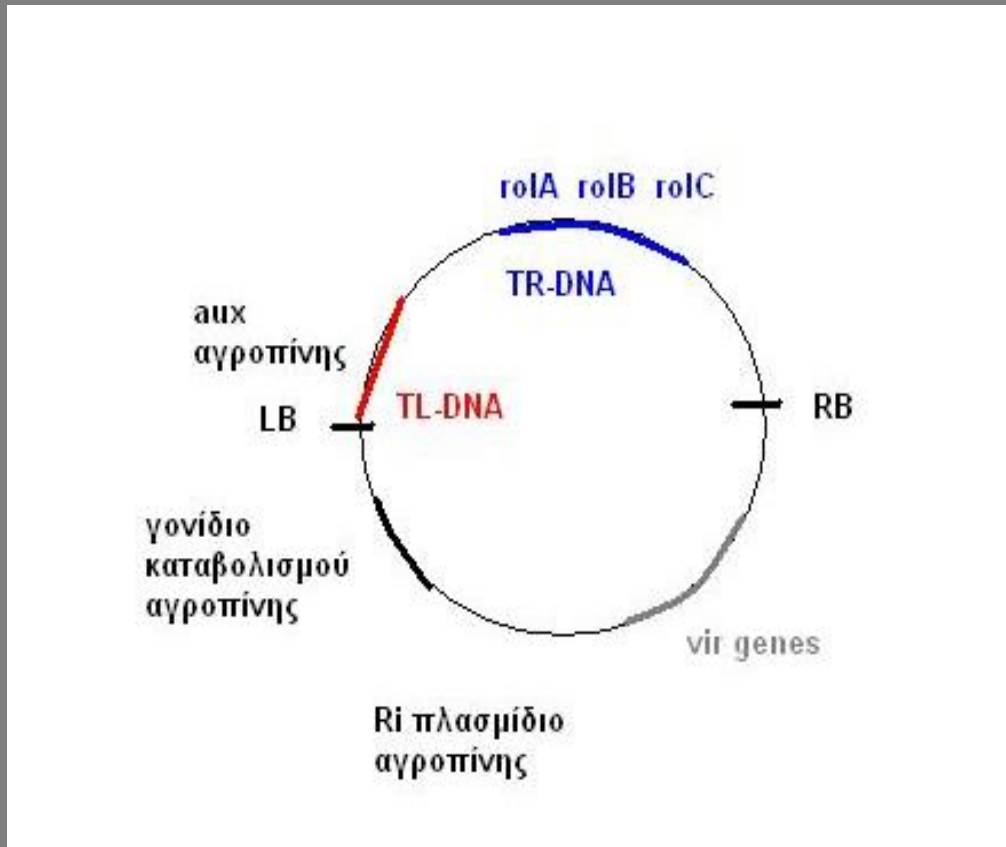 rolA rolB rolC
TR-DNA
aux
αγροπίνης
TL-DNA
LB
RB
γονίδιο
καταβολισμού
αγροπίνης
vir genes
Ri πλασμίδιο
αγροπίνης